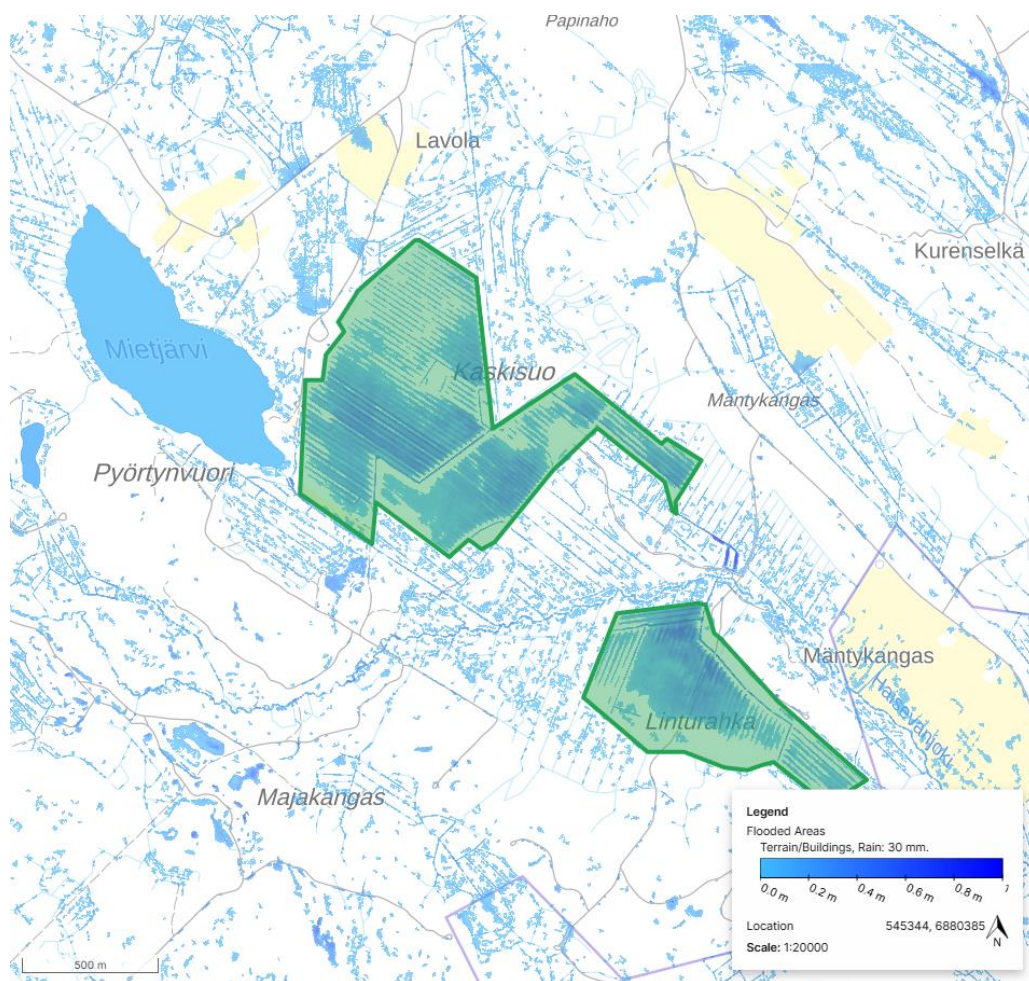 Papinaho
Lavola
Kurenselkä
Mietjärvi
Kaskisuo
Mäntykangas
Pyörtynvuori
Mäntykangas
Halsevanjoki
Linturahka
Majakangas
Legend
Flooded Areas
Terrain/Buildings, Rain: 30 mm.
0.0 m 0.2 m 0.4 m 0.6 m 0.8 m 1
Location 545344, 6880385
N
Scale: 1:20000
500 m